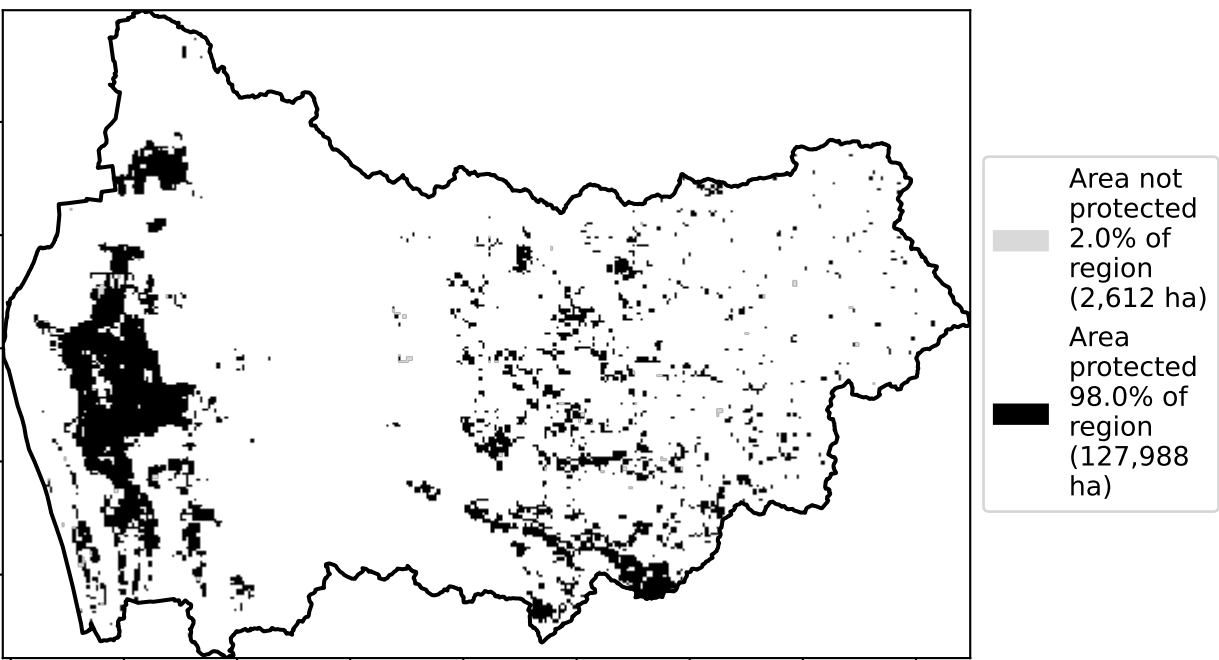 Area not
protected
2.0% of
region
(2,612 ha)
Area
protected
98.0% of
region
(127,988
ha)